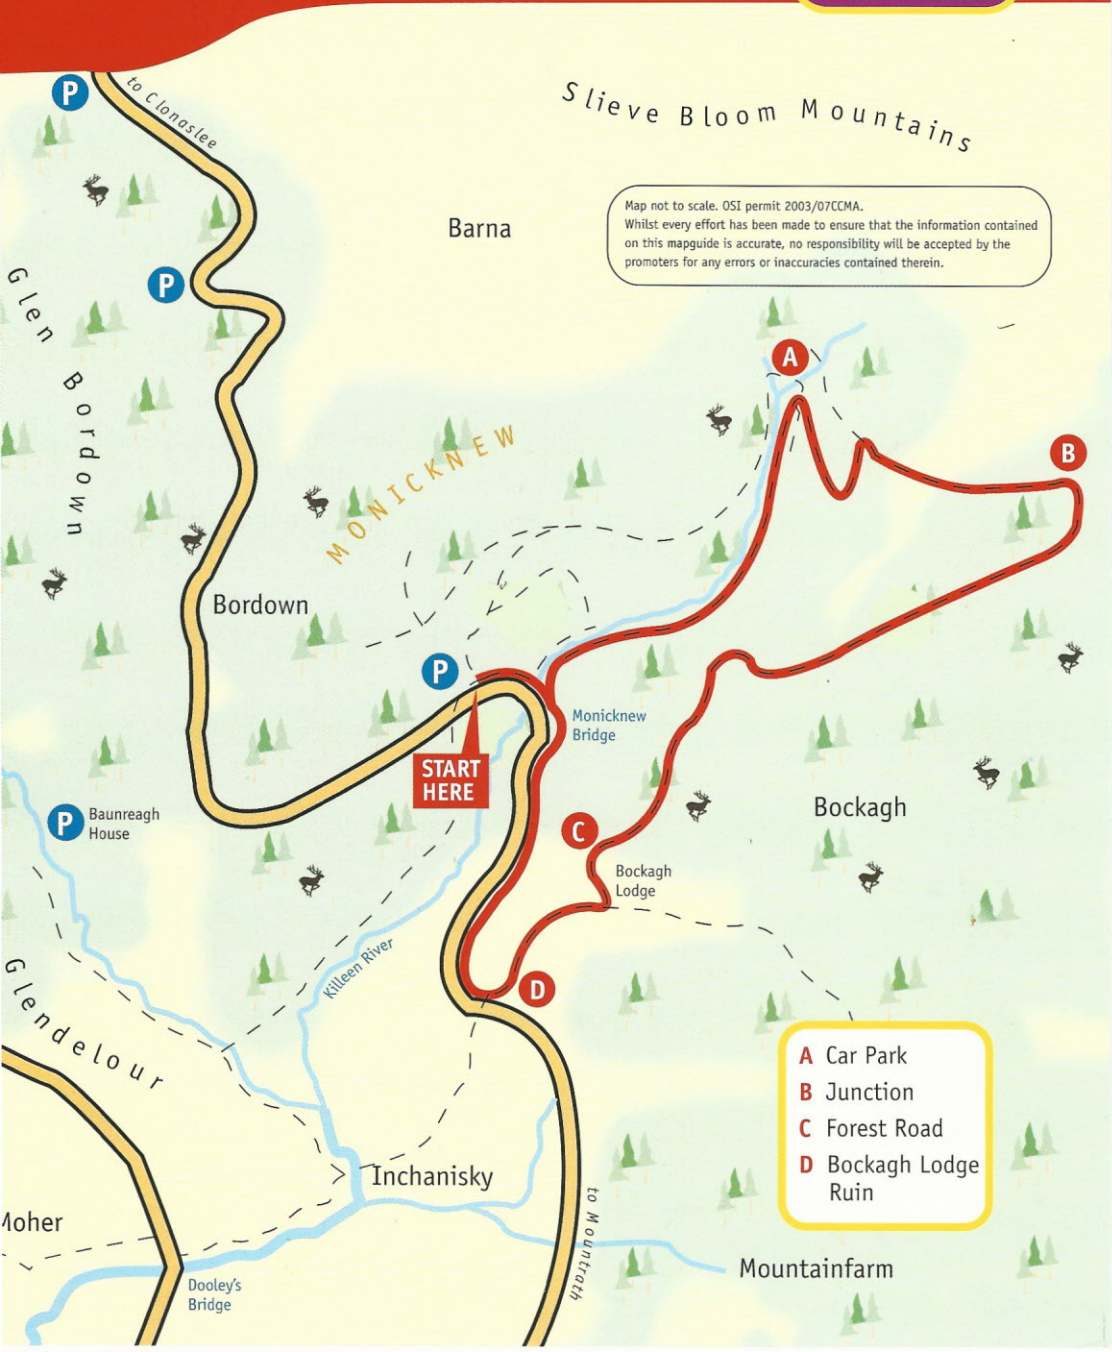 P
to Clonaslee
Slieve Bloom Mountains
Map not to scale. OSI permit 2003/07CCMA.
Whilst every effort has been made to ensure that the information contained
on this mapguide is accurate, no responsibility will be accepted by the
promoters for any errors or inaccuracies contained therein.
Barna
P
Glen Bordown
A
B
MONICKNEW
Bordown
P
Monicknew
Bridge
START
HERE
P
Baunreagh
House
Bockagh
C
Bockagh
Lodge
Killeen River
D
Glendelour
A Car Park
B Junction
C Forest Road
D Bockagh Lodge
Ruin
Inchanisky
to Mountrath
Moher
Mountainfarm
Dooley's
Bridge